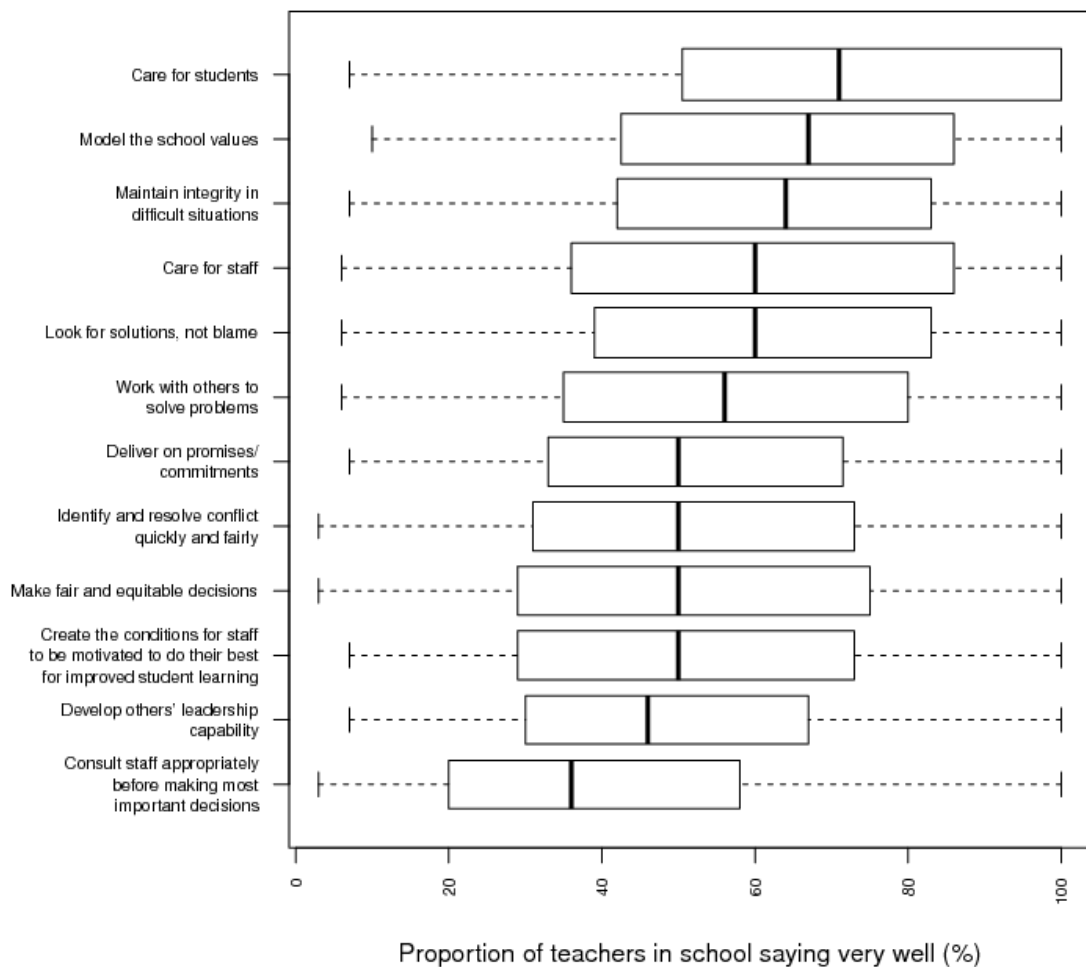 Care for students
Model the school values
Maintain integrity in
difficult situations
Care for staff
Look for solutions, not blame
Work with others to
solve problems
Deliver on promises/
commitments
Identify and resolve conflict
quickly and fairly
Make fair and equitable decisions
Create the conditions for staff
to be motivated to do their best
for improved student learning
Develop others' leadership
capability
Consult staff appropriately
before making most
important decisions
0
20
40
60
80
100
Proportion of teachers in school saying very well (%)